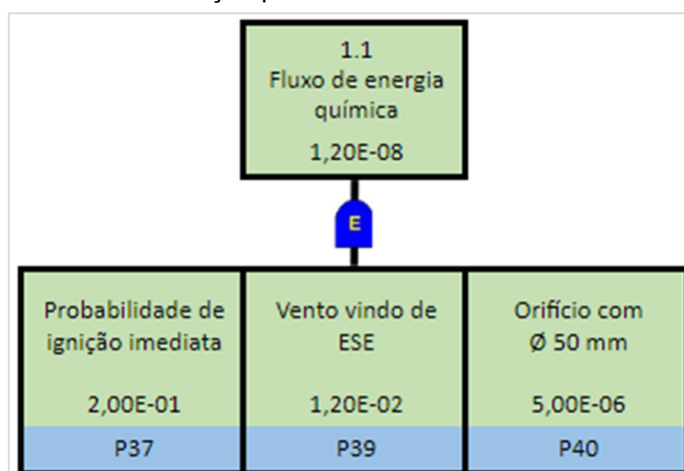 1.1
Fluxo de energia
química
1,20E-08
E
Probabilidade de
ignição imediata
2,00E-01
P37
Vento vindo de
ESE
1,20E-02
P39
Orifício com
Ø 50 mm
5,00E-06
P40